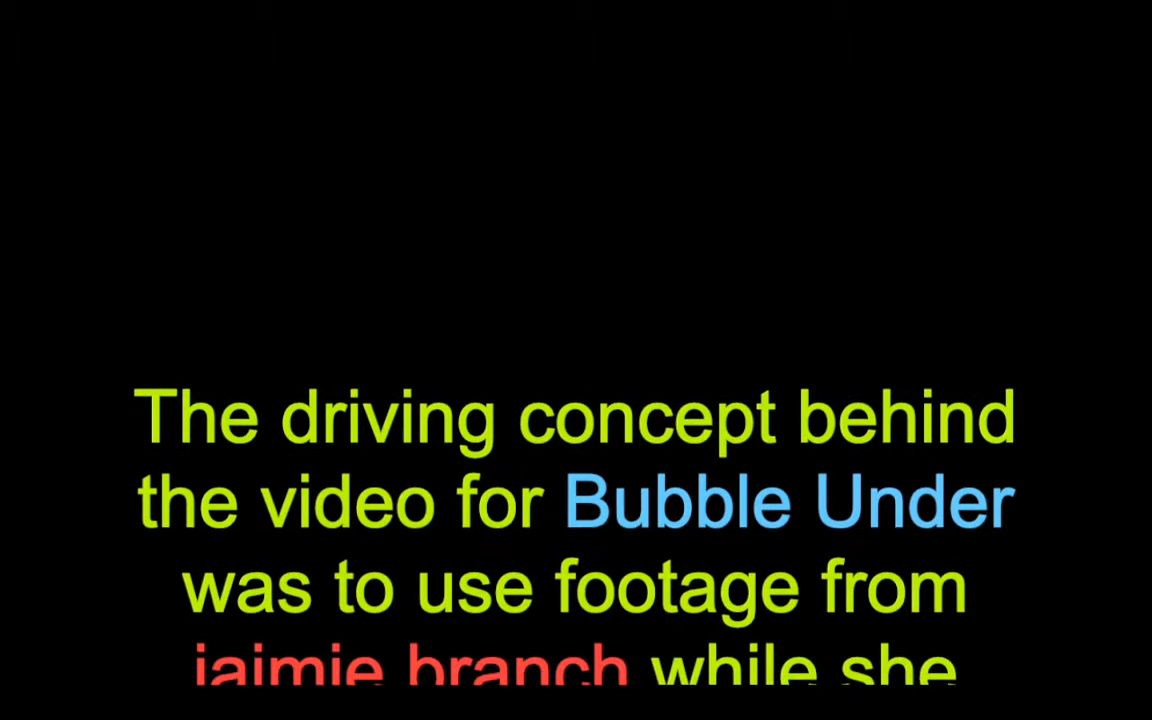 The driving concept behind
the video for Bubble Under
was to use footage from
jaimie branch while she